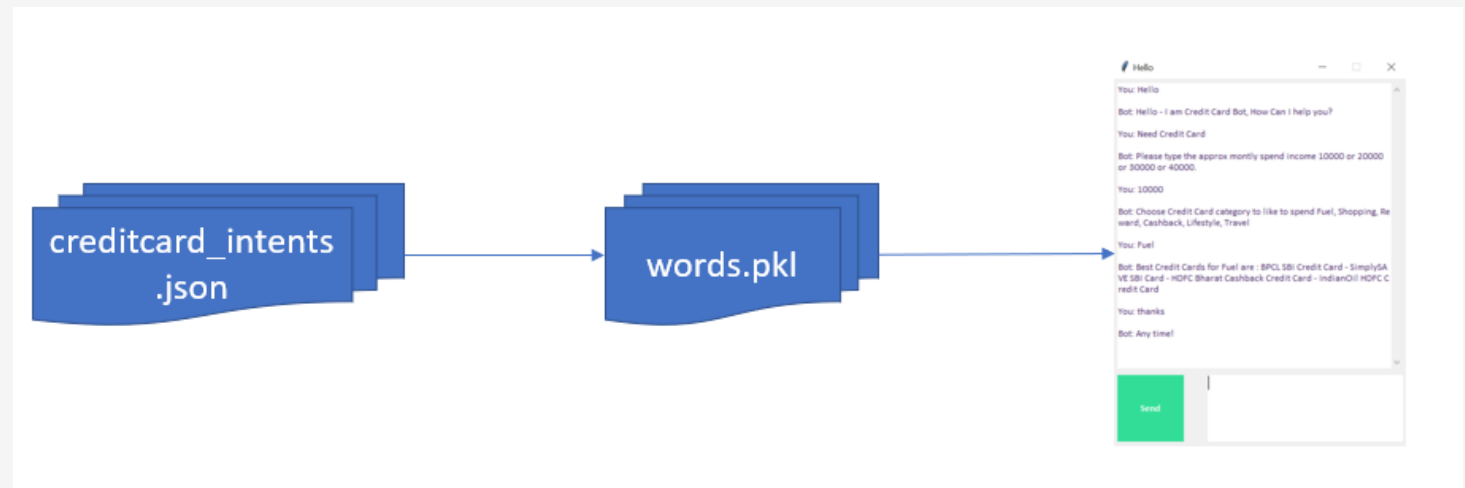 creditcard_intents
.json
words.pkl
Hello
You: Hello
Bot: Hello - I am Credit Card Bot, How Can I help you?
You: Need Credit Card
Bot: Please type the approx montly spend income 10000 or 20000
or 30000 or 40000.
You: 10000
Bot: Choose Credit Card category to like to spend Fuel, Shopping, Re
ward, Cashback, Lifestyle, Travel
You: Fuel
Bot: Best Credit Cards for Fuel are : BPCL SBI Credit Card - SimplySA
VE SBI Card - HDFC Bharat Cashback Credit Card - IndianOil HDFC C
redit Card
You: thanks
Bot: Any time!
Send